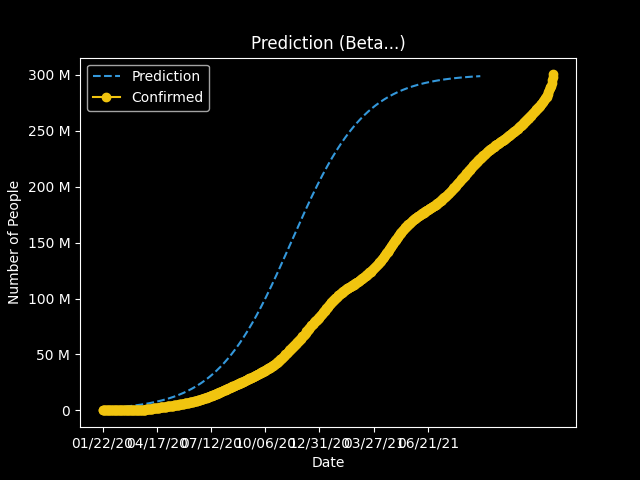 Prediction (Beta...)
Prediction
Confirmed
300 M
250 M
200 M
150 M
100 M
50 M
0
Number of People
01/22/20 04/17/20 07/12/20 10/06/20 12/31/20 03/27/21 06/21/21
Date